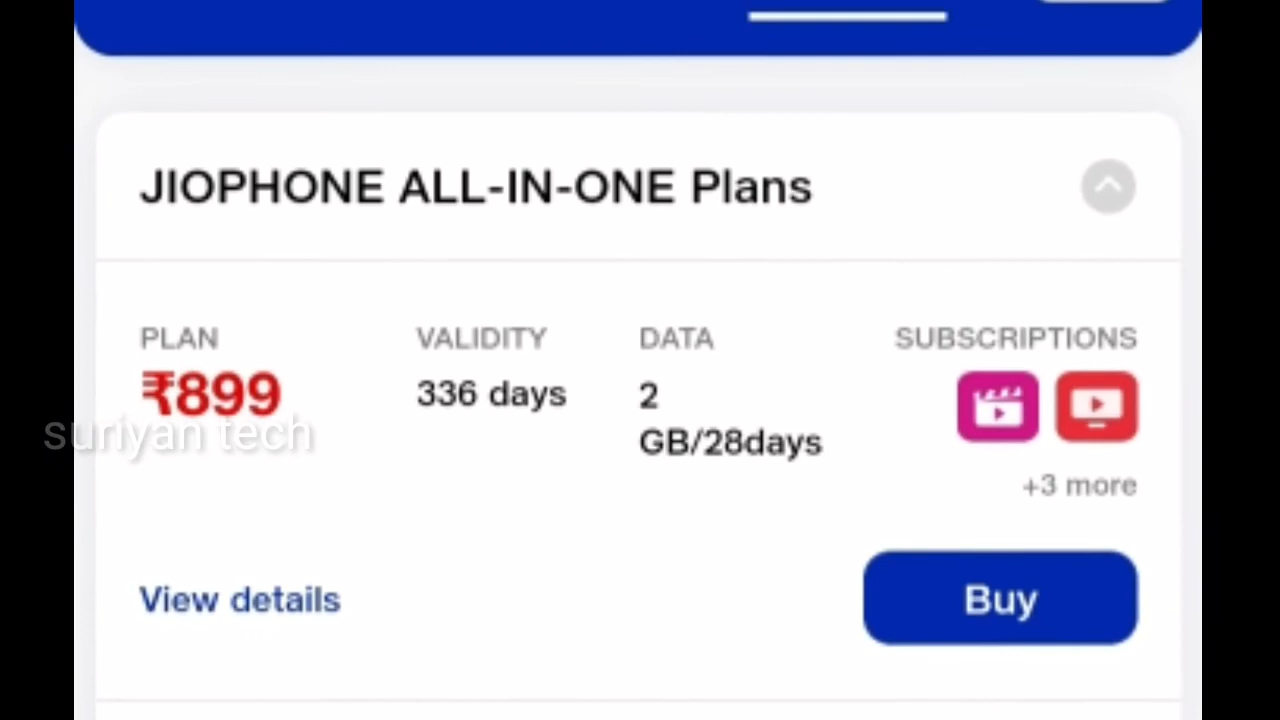 JIOPHONE ALL-IN-ONE Plans
PLAN VALIDITY DATA SUBSCRIPTIONS
₹899 336 days 2
GB/28days
suriyan tech
+3 more
View details Buy